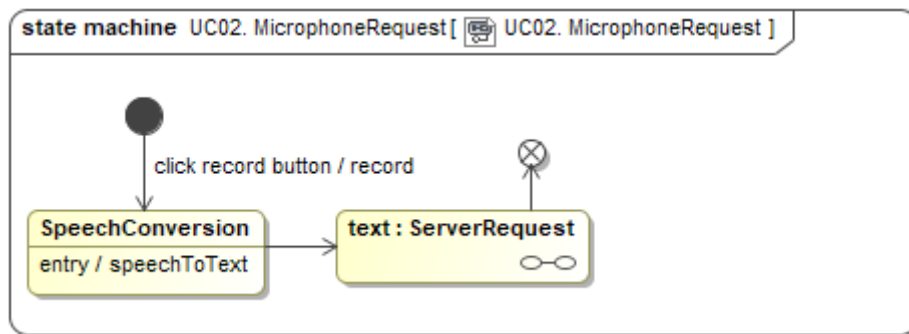 state machine UC02. MicrophoneRequest [ UC02. MicrophoneRequest ]
click record button / record
SpeechConversion
entry / speechToText
text : ServerRequest